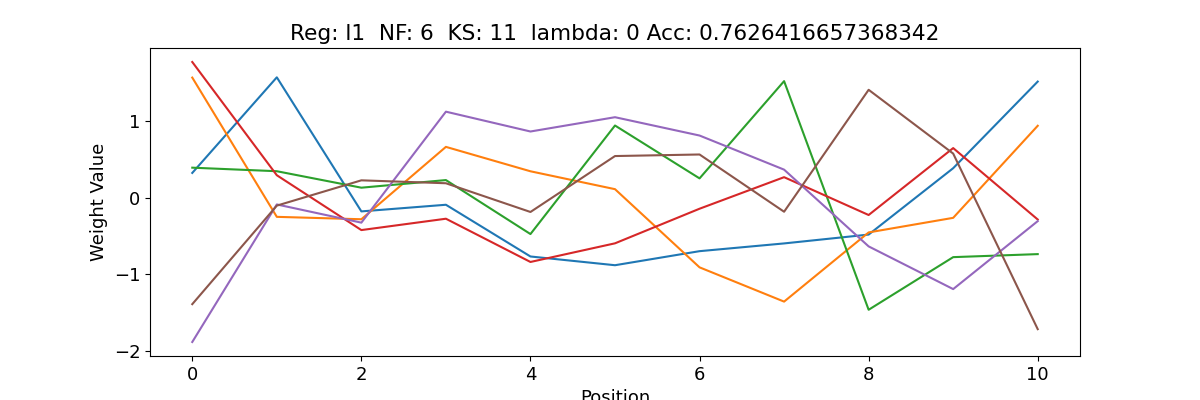 Reg: l1 NF: 6 KS: 11 lambda: 0 Acc: 0.7626416657368342
Weight Value
1
0
−1
−2
0 2 4 6 8 10
Position